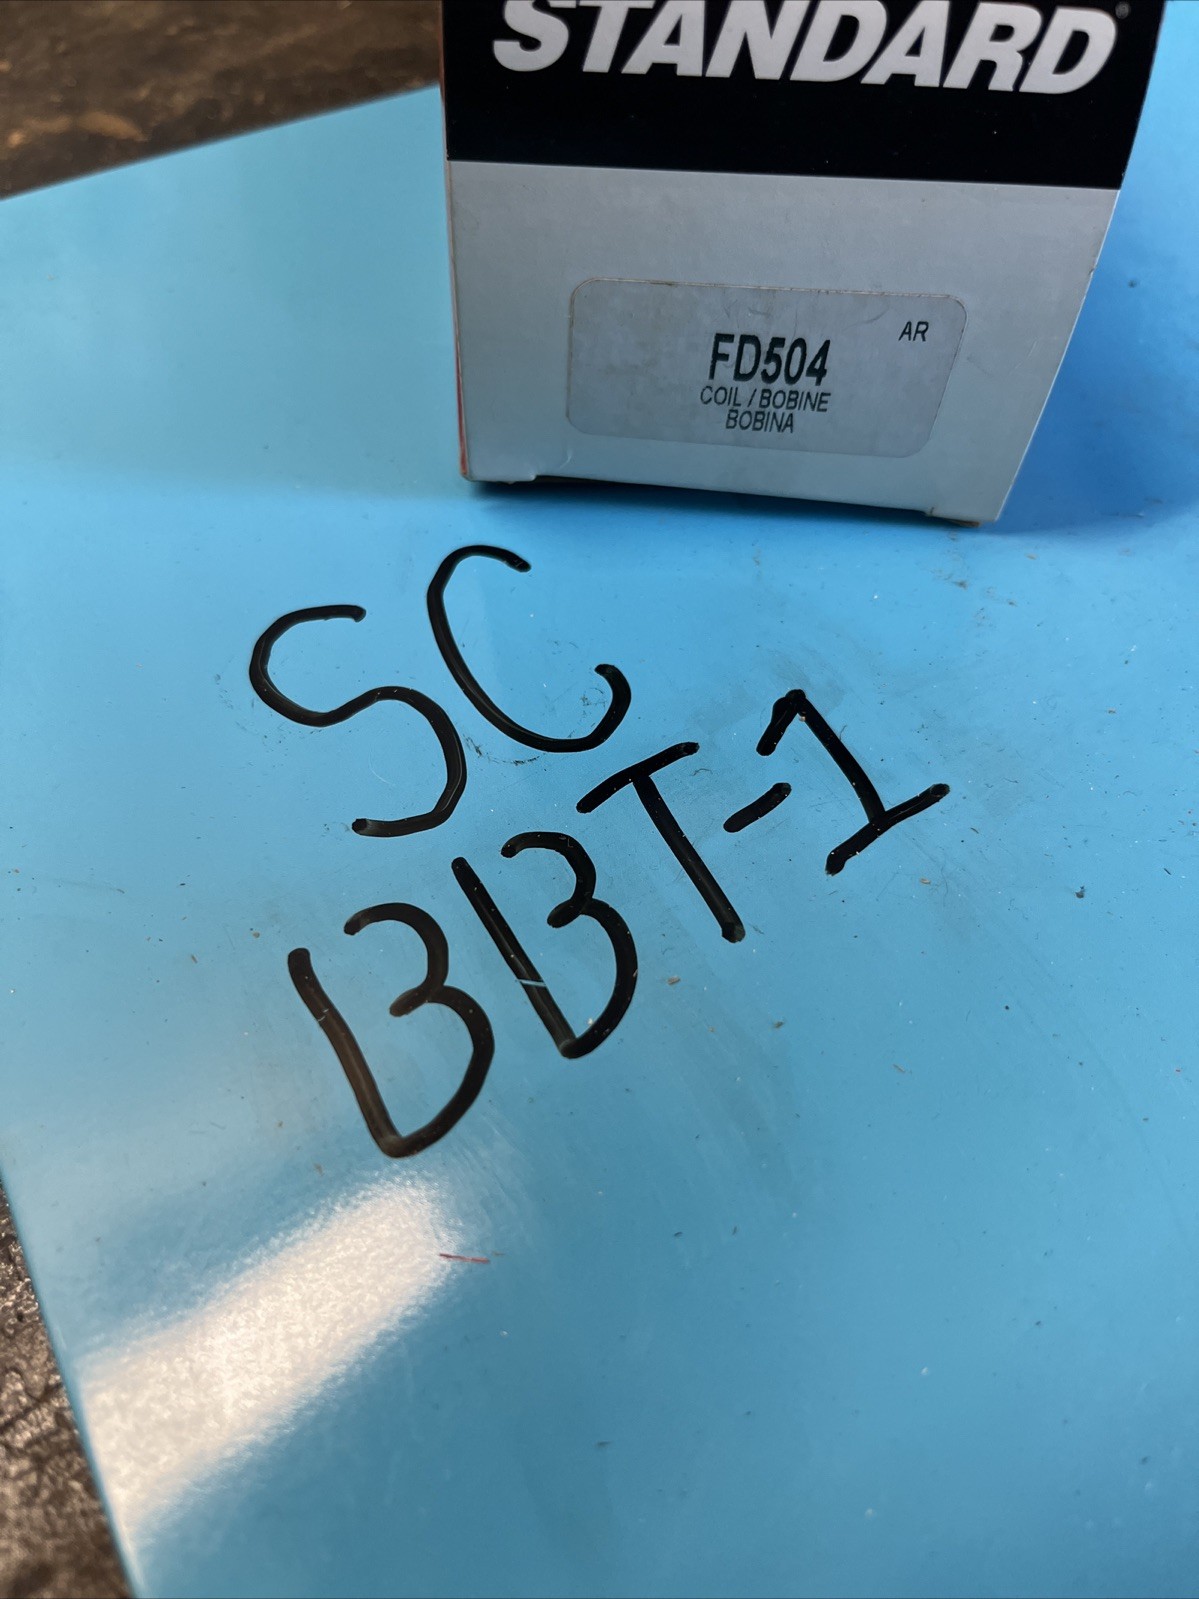 STANDARD®
AR
FD504
COIL / BOBINE
BOBINA
SC
BBT-1